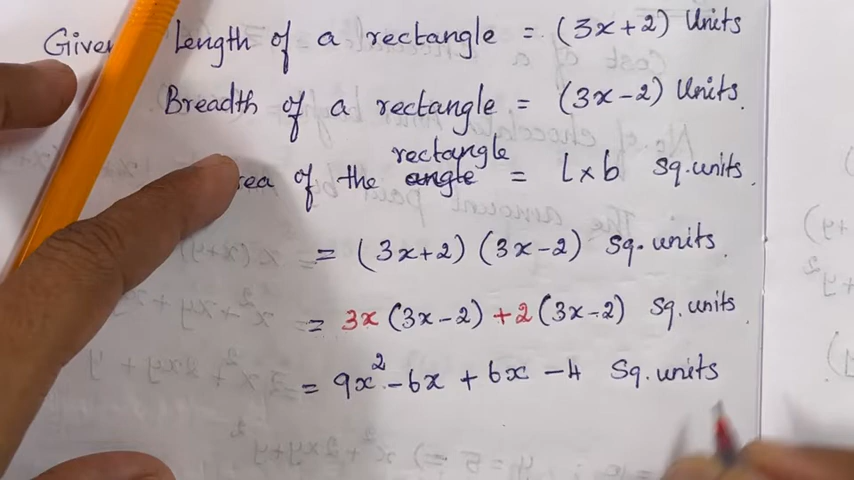 Given Length of a rectangle = (3x+2) Units
Breadth of a rectangle = (3x-2) Units.
rectangle
rea of the angle = l×b sq.units.
= (3x+2) (3x-2) Sq. units.
= 3x (3x-2) +2 (3x-2) Sq. units.
= 9x² - 6x + 6x - 4 Sq. units